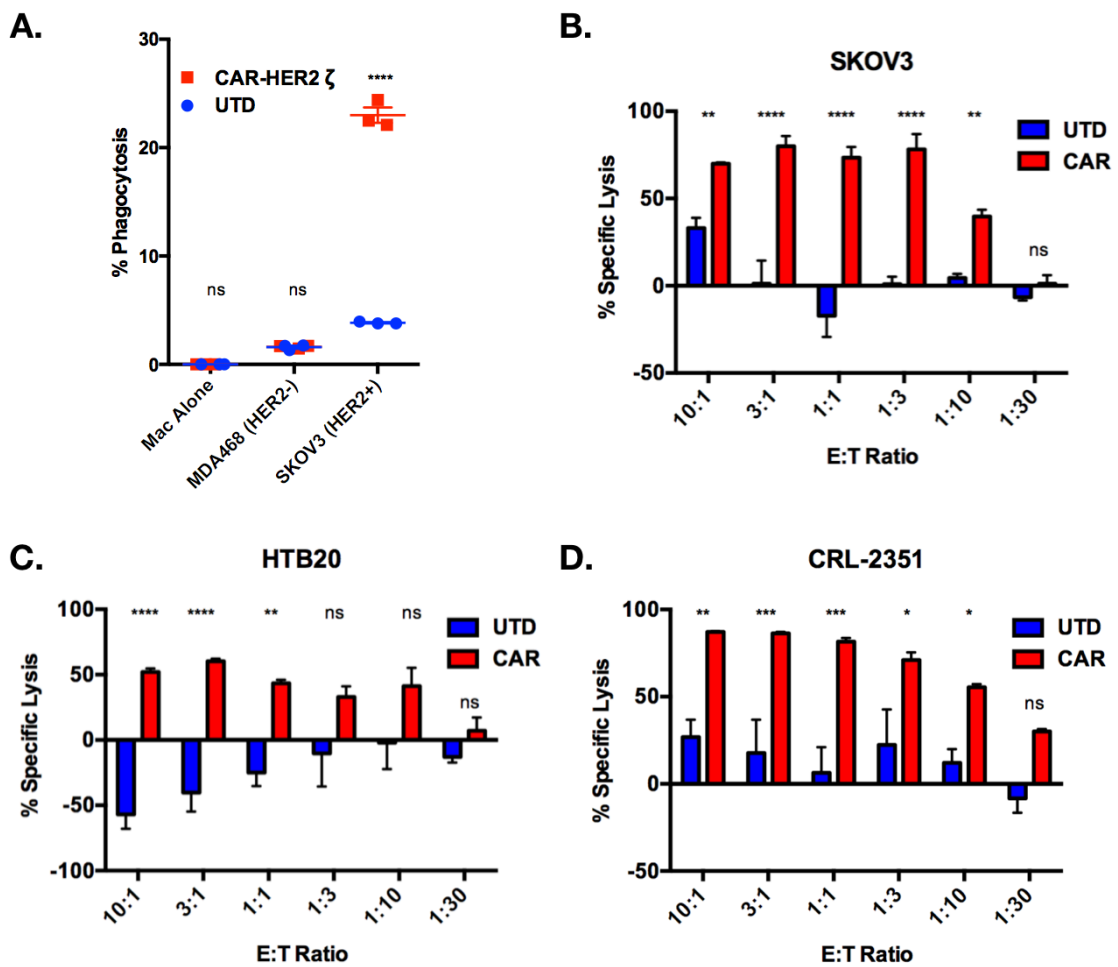 A.
30
20
10
0
% Phagocytosis
CAR-HER2 ζ
UTD
****
ns
ns
Mac Alone
MDA468 (HER2-)
SKOV3 (HER2+)
B.
SKOV3
100
50
0
-50
% Specific Lysis
** **** **** **** ** ns
UTD
CAR
10:1 3:1 1:1 1:3 1:10 1:30
E:T Ratio
C.
HTB20
100
50
0
-50
-100
% Specific Lysis
**** **** ** ns ns ns
UTD
CAR
10:1 3:1 1:1 1:3 1:10 1:30
E:T Ratio
D.
CRL-2351
100
50
0
-50
% Specific Lysis
** *** *** * * ns
UTD
CAR
10:1 3:1 1:1 1:3 1:10 1:30
E:T Ratio